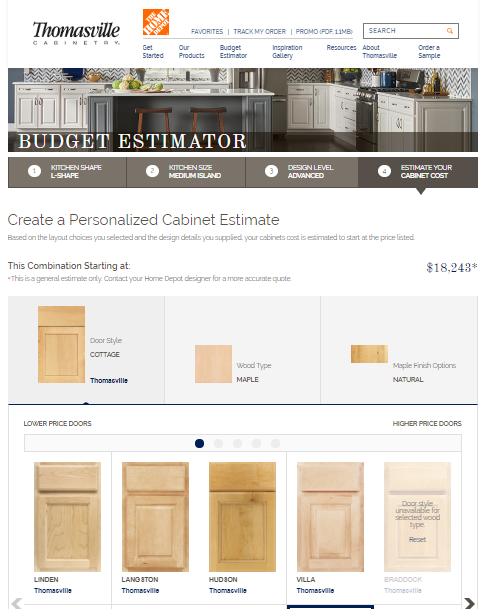 Thomasville
CABINETRY
THE HOME DEPOT
FAVORITES | TRACK MY ORDER | PROMO (PDF, 1.1MB)
SEARCH
Get Started
Our Products
Budget Estimator
Inspiration Gallery
Resources
About Thomasville
Order a Sample
BUDGET ESTIMATOR
1 KITCHEN SHAPE
L-SHAPE
2 KITCHEN SIZE
MEDIUM ISLAND
3 DESIGN LEVEL
ADVANCED
4 ESTIMATE YOUR
CABINET COST
Create a Personalized Cabinet Estimate
Based on the layout choices you selected and the design details you supplied, your cabinets cost is estimated to start at the price listed.
This Combination Starting at:
$18,243*
*This is a general estimate only. Contact your Home Depot designer for a more accurate quote.
Door Style
COTTAGE
Thomasville
Wood Type
MAPLE
Maple Finish Options
NATURAL
LOWER PRICE DOORS
HIGHER PRICE DOORS
LINDEN
Thomasville
LANGSTON
Thomasville
HUDSON
Thomasville
VILLA
Thomasville
Door style
unavailable for
selected wood
type.
Reset
BRADDOCK
Thomasville